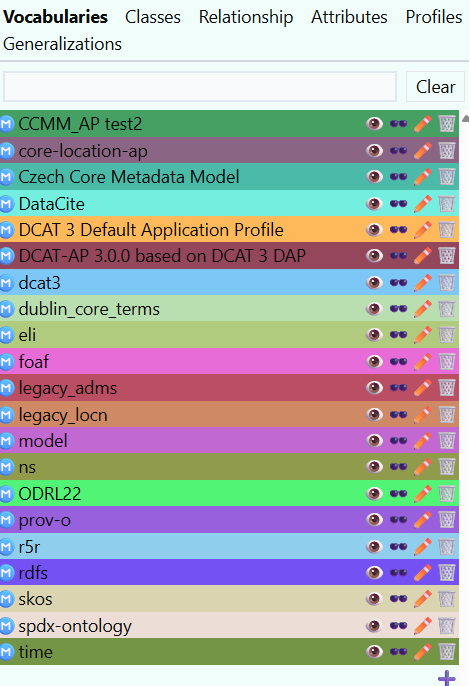 Vocabularies Classes Relationship Attributes Profiles
Generalizations
Clear
M CCMM_AP test2
M core-location-ap
M Czech Core Metadata Model
M DataCite
M DCAT 3 Default Application Profile
M DCAT-AP 3.0.0 based on DCAT 3 DAP
M dcat3
M dublin_core_terms
M eli
M foaf
M legacy_adms
M legacy_locn
M model
M ns
M ODRL22
M prov-o
M r5r
M rdfs
M skos
M spdx-ontology
M time